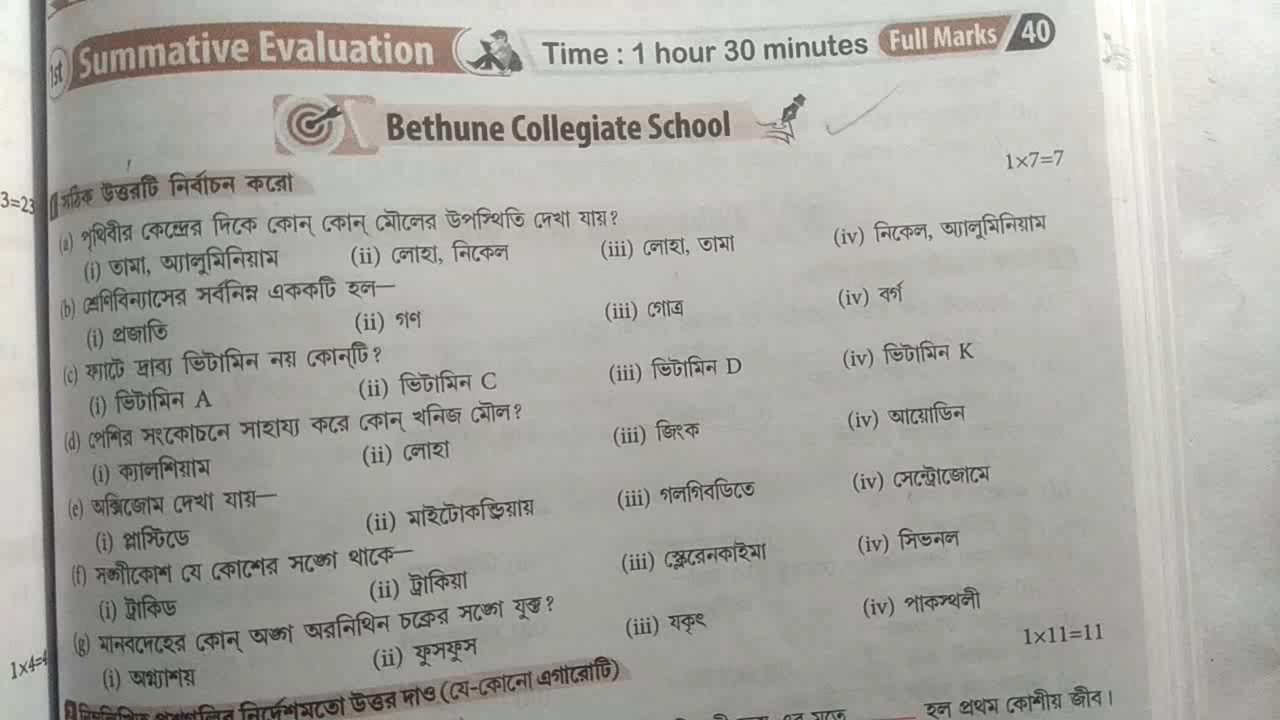 1st Summative Evaluation Time : 1 hour 30 minutes Full Marks 40
Bethune Collegiate School
3=23
সঠিক উত্তরটি নির্বাচন করো 1×7=7
(a) পৃথিবীর কেন্দ্রের দিকে কোন্ কোন্ মৌলের উপস্থিতি দেখা যায়?
(i) তামা, অ্যালুমিনিয়াম (ii) লোহা, নিকেল (iii) লোহা, তামা (iv) নিকেল, অ্যালুমিনিয়াম
(b) শ্রেণিবিন্যাসের সর্বনিম্ন এককটি হল—
(i) প্রজাতি (ii) গণ (iii) গোত্র (iv) বর্গ
(c) ফ্যাটে দ্রাব্য ভিটামিন নয় কোন্‌টি?
(i) ভিটামিন A (ii) ভিটামিন C (iii) ভিটামিন D (iv) ভিটামিন K
(d) পেশির সংকোচনে সাহায্য করে কোন্ খনিজ মৌল?
(i) ক্যালশিয়াম (ii) লোহা (iii) জিংক (iv) আয়োডিন
(e) অক্সিজোম দেখা যায়—
(i) প্লাস্টিডে (ii) মাইটোকন্ড্রিয়ায় (iii) গলগিবডিতে (iv) সেন্ট্রোজোমে
(f) সঙ্গীকোশ যে কোশের সঙ্গে থাকে—
(i) ট্রাকিড (ii) ট্রাকিয়া (iii) স্ক্লেরেনকাইমা (iv) সিভনল
(g) মানবদেহের কোন্ অঙ্গ অরনিথিন চক্রের সঙ্গে যুক্ত?
(i) অগ্ন্যাশয় (ii) ফুসফুস (iii) যকৃৎ (iv) পাকস্থলী
1×4=4
নির্দেশমতো উত্তর দাও (যে-কোনো এগারোটি) 1×11=11
হল প্রথম কোশীয় জীব।